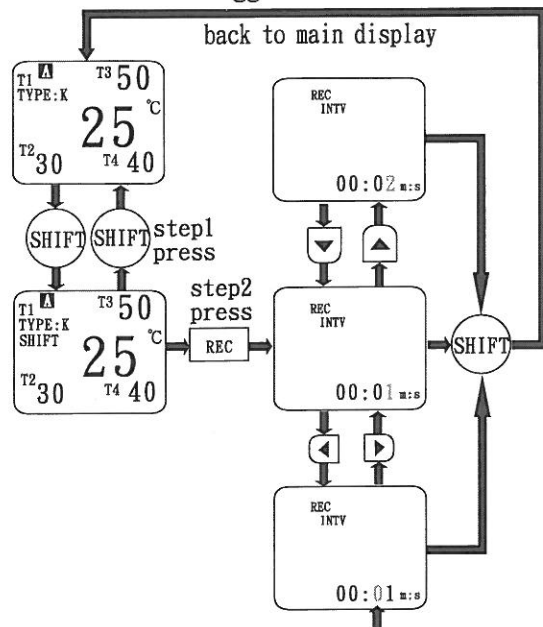 back to main display
T1 A T3 50
TYPE:K
25 ℃
T2 30 T4 40
SHIFT SHIFT step1
press
T1 A T3 50
TYPE:K
SHIFT
25 ℃
T2 30 T4 40
step2
press
REC
REC
INTV
00:02 m:s
REC
INTV
00:01 m:s
SHIFT
REC
INTV
00:01 m:s